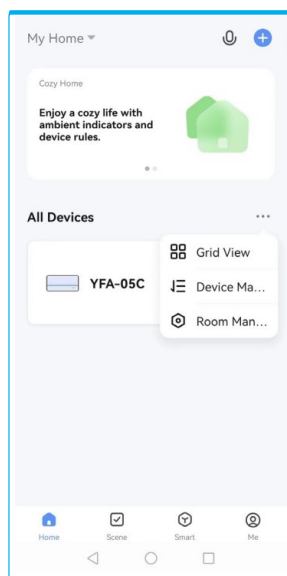 My Home
Cozy Home
Enjoy a cozy life with
ambient indicators and
device rules.
All Devices
Grid View
YFA-05C
Device Ma...
Room Man...
Home Scene Smart Me